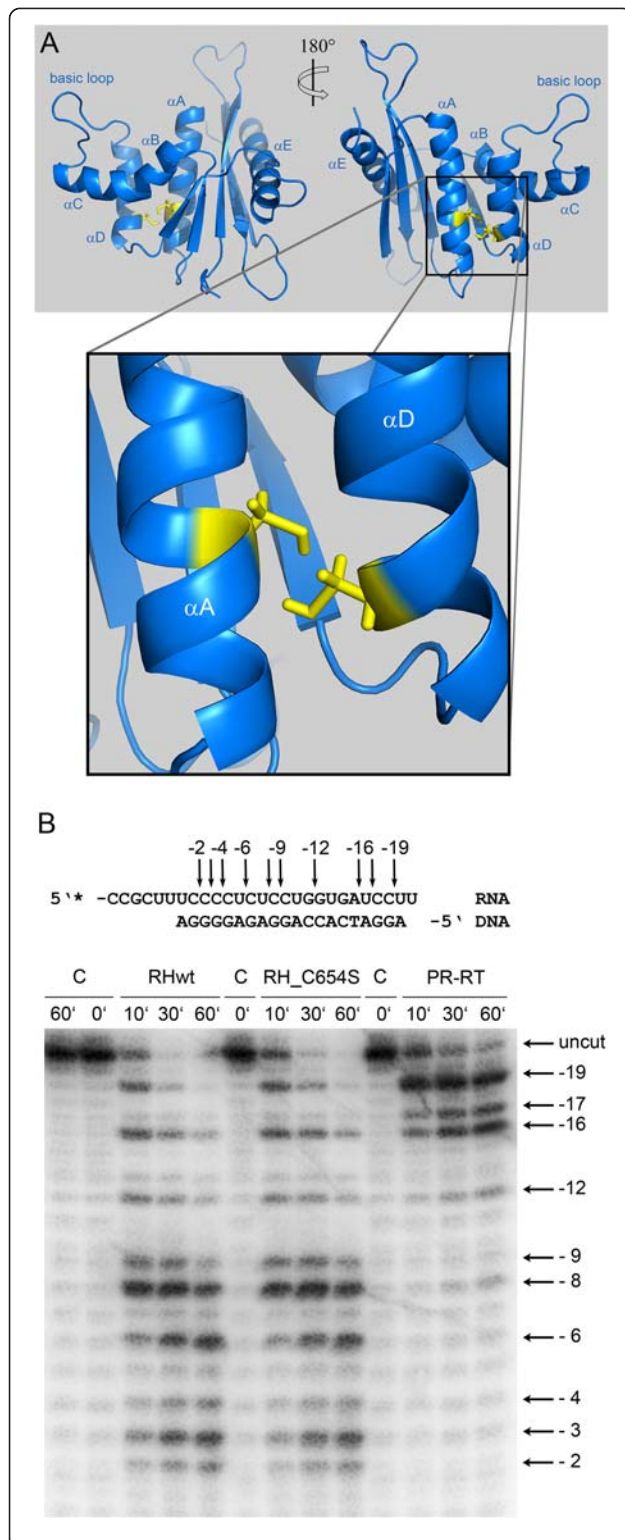 A
180°
basic loop
αA
αB
αC
αD
αE
αA
αB
basic loop
αE
αC
αD
αD
αA
B
-2 -4 -6 -9 -12 -16 -19
5‘* -CCGCUUUCCCCUCUCCUGGUGAUCCUU RNA
AGGGGAGAGGACCACTAGGA -5‘ DNA
C RHwt C RH_C654S C PR-RT
60‘ 0‘ 10‘ 30‘ 60‘ 0‘ 10‘ 30‘ 60‘ 0‘ 10‘ 30‘ 60‘
uncut
-19
-17
-16
-12
- 9
- 8
- 6
- 4
- 3
- 2